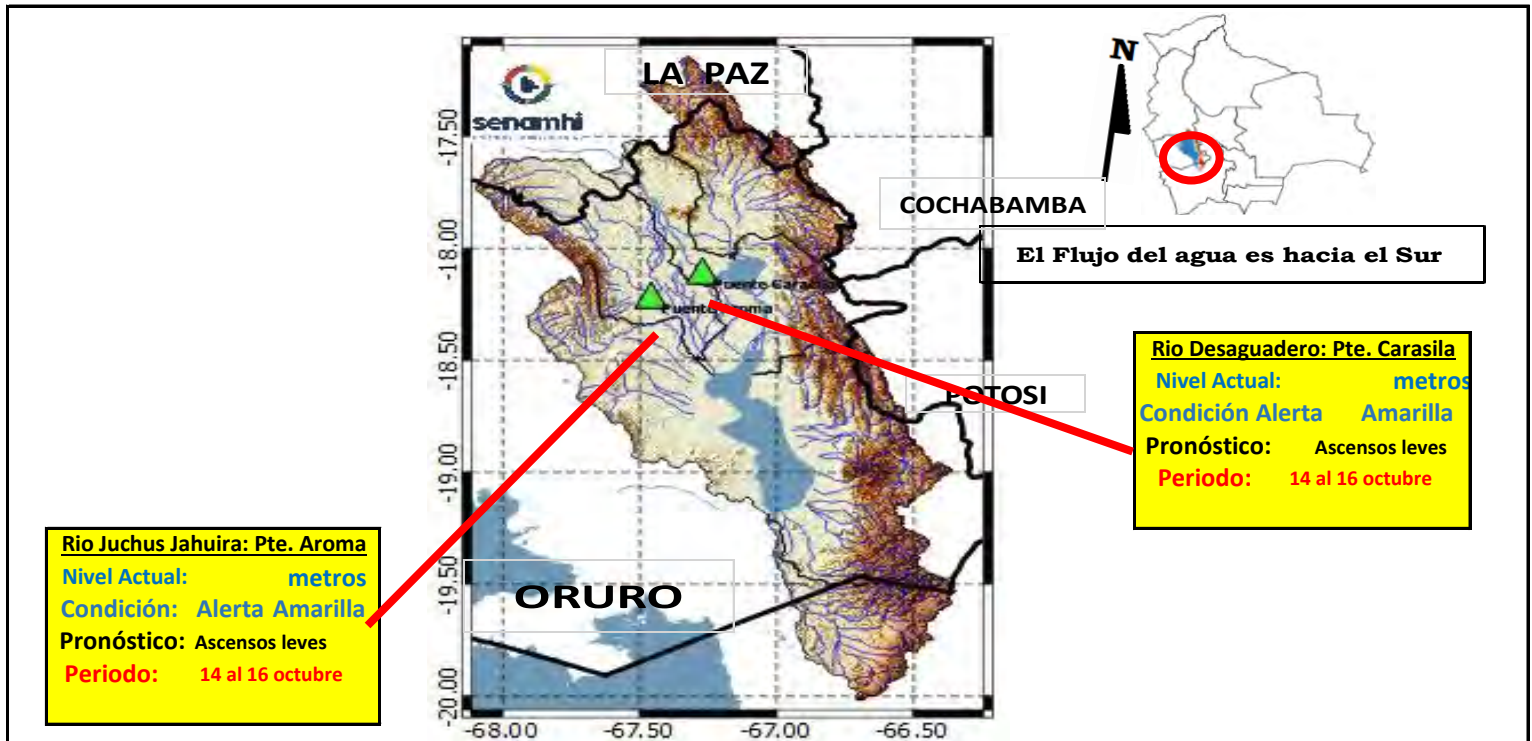 LA PAZ
senamhi
N
COCHABAMBA
El Flujo del agua es hacia el Sur
-17.50
-18.00
-18.50
-19.00
-19.50
-20.00
Puente
Puente
POTOSI
Rio Desaguadero: Pte. Carasila
Nivel Actual: metros
Condición Alerta Amarilla
Pronóstico: Ascensos leves
Periodo: 14 al 16 octubre
Rio Juchus Jahuira: Pte. Aroma
Nivel Actual: metros
Condición: Alerta Amarilla
Pronóstico: Ascensos leves
Periodo: 14 al 16 octubre
ORURO
-68.00 -67.50 -67.00 -66.50